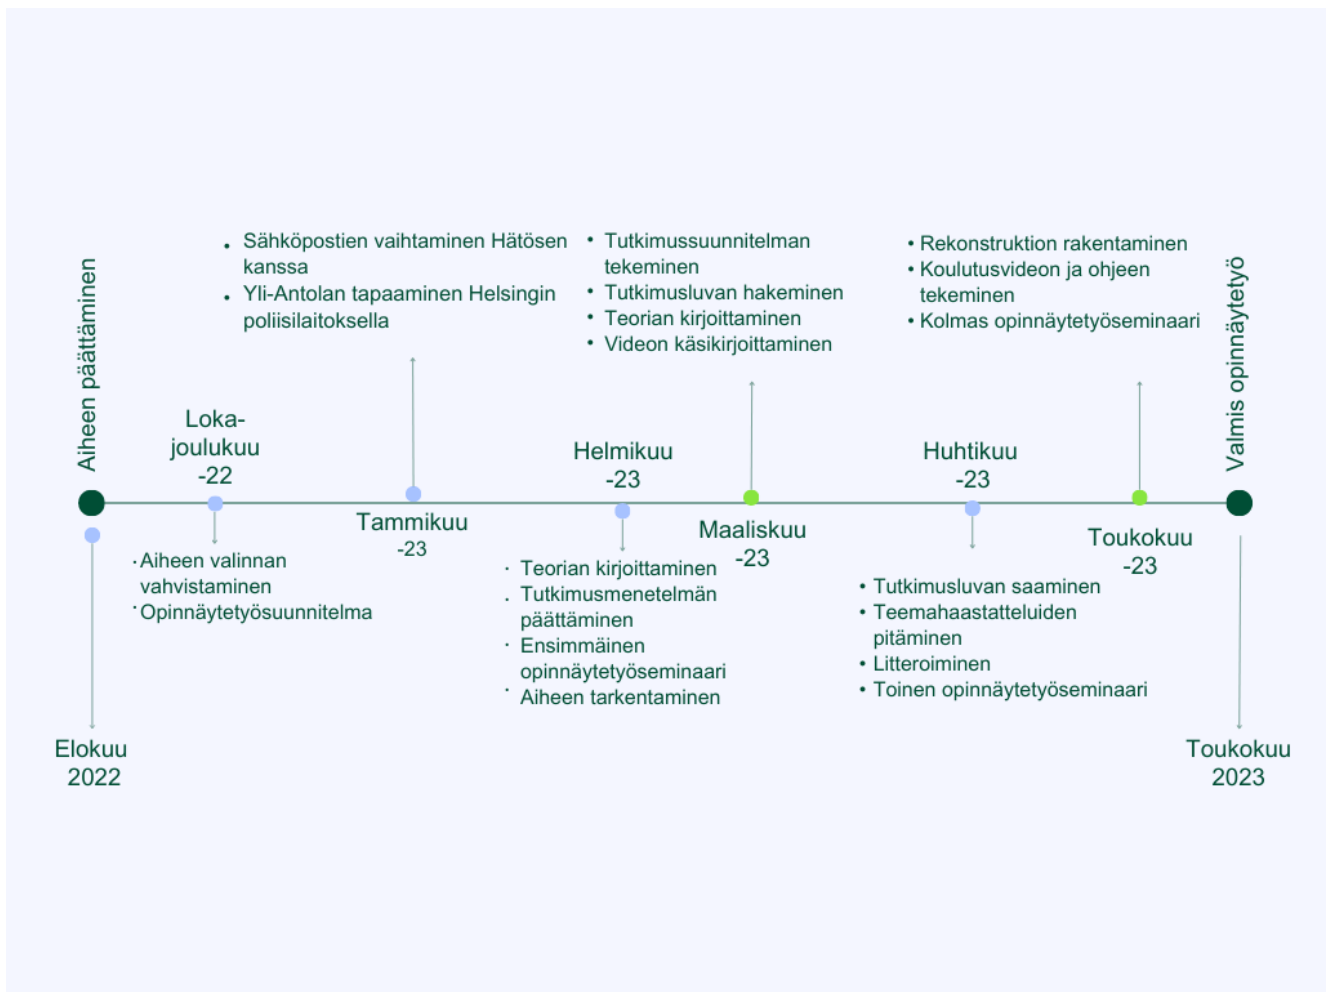 Aiheen päättäminen
Elokuu
2022
Loka-
joulukuu
-22
· Aiheen valinnan
vahvistaminen
· Opinnäytetyösuunnitelma
• Sähköpostien vaihtaminen Hätösen
kanssa
• Yli-Antolan tapaaminen Helsingin
poliisilaitoksella
Tammikuu
-23
Helmikuu
-23
· Teorian kirjoittaminen
· Tutkimusmenetelmän
päättäminen
· Ensimmäinen
opinnäytetyöseminaari
· Aiheen tarkentaminen
• Tutkimussuunnitelman
tekeminen
• Tutkimusluvan hakeminen
• Teorian kirjoittaminen
• Videon käsikirjoittaminen
Maaliskuu
-23
Huhtikuu
-23
• Tutkimusluvan saaminen
• Teemahaastatteluiden
pitäminen
• Litteroiminen
• Toinen opinnäytetyöseminaari
• Rekonstruktion rakentaminen
• Koulutusvideon ja ohjeen
tekeminen
• Kolmas opinnäytetyöseminaari
Toukokuu
-23
Valmis opinnäytetyö
Toukokuu
2023